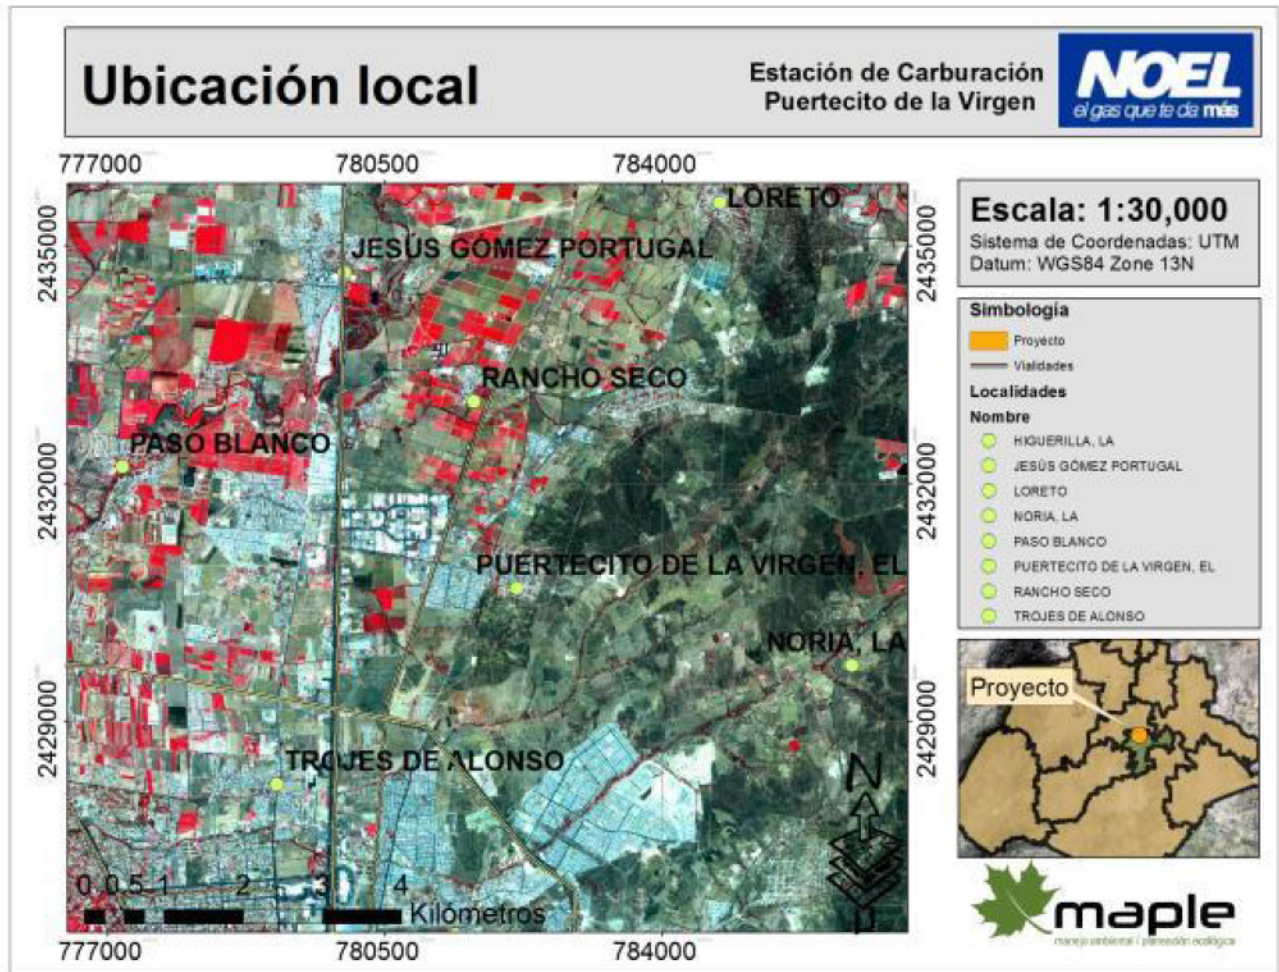 Ubicación local
Estación de Carburación
Puertecito de la Virgen
NOEL
el gas que te da más
777000 780500 784000
2435000
2432000
2429000
LORETO
JESÚS GÓMEZ PORTUGAL
RANCHO SECO
PASO BLANCO
PUERTECITO DE LA VIRGEN, EL
NORIA, LA
TROJES DE ALONSO
N
0 0.5 1 2 3 4
Kilómetros
2435000
2432000
2429000
777000 780500 784000
Escala: 1:30,000
Sistema de Coordenadas: UTM
Datum: WGS84 Zone 13N
Simbología
Proyecto
Vialidades
Localidades
Nombre
HIGUERILLA, LA
JESÚS GÓMEZ PORTUGAL
LORETO
NORIA, LA
PASO BLANCO
PUERTECITO DE LA VIRGEN, EL
RANCHO SECO
TROJES DE ALONSO
Proyecto
maple
manejo ambiental / planeación ecológica